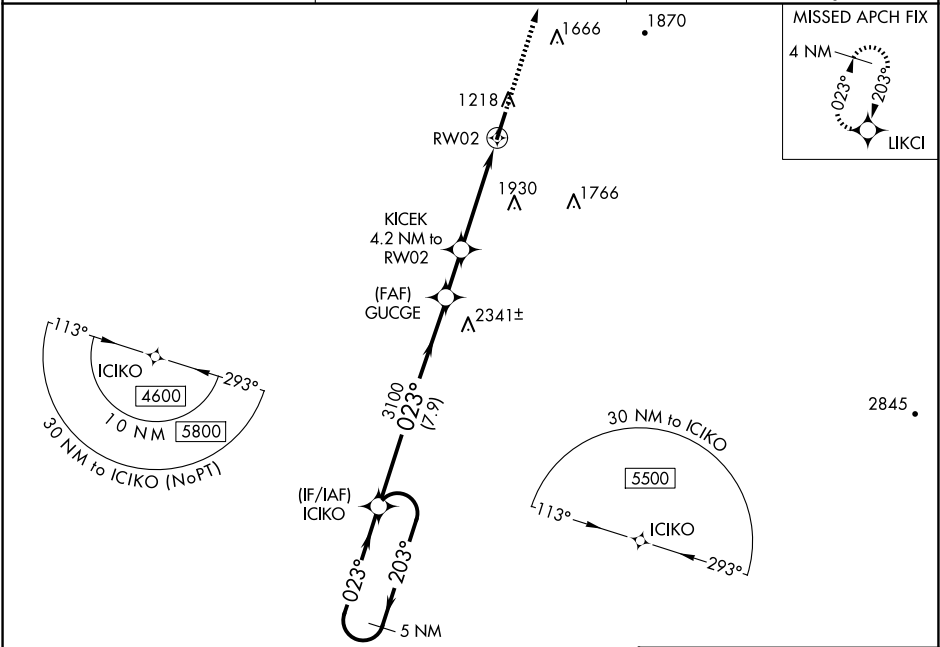 MISSED APCH FIX
4 NM
023°
203°
LIKCI
1666
1870
1218
RW02
1930
1766
KICEK
4.2 NM to
RW02
(FAF)
GUCGE
2341±
113°
ICIKO
293°
4600
10 NM
5800
30 NM to ICIKO (NoPT)
3100
023°
(7.9)
2845
30 NM to ICIKO
5500
113°
ICIKO
293°
(IF/IAF)
ICIKO
023°
203°
5 NM